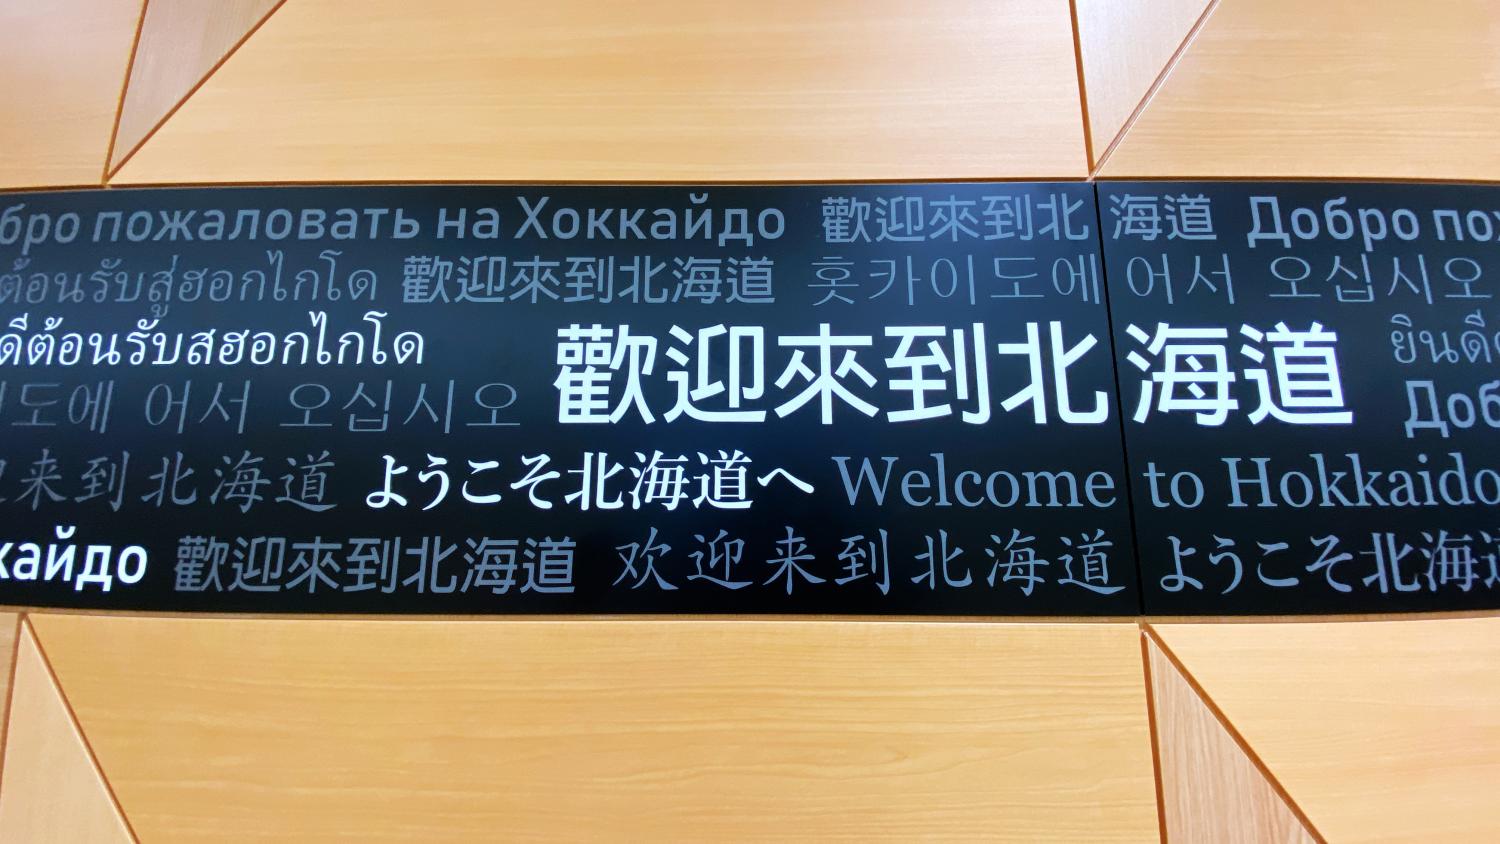 бро пожаловать на Хоккайдо 歡迎來到北海道 Добро по
ต้อนรับสู่ฮอกไกโด 歡迎來到北海道 홋카이도에 어서 오십시오
ดีต้อนรับสฮอกไกโด 歡迎來到北海道 ยินดี
도에 어서 오십시오 Доб
来到北海道 ようこそ北海道へ Welcome to Hokkaido
кайдо 歡迎來到北海道 欢迎来到北海道 ようこそ北海道